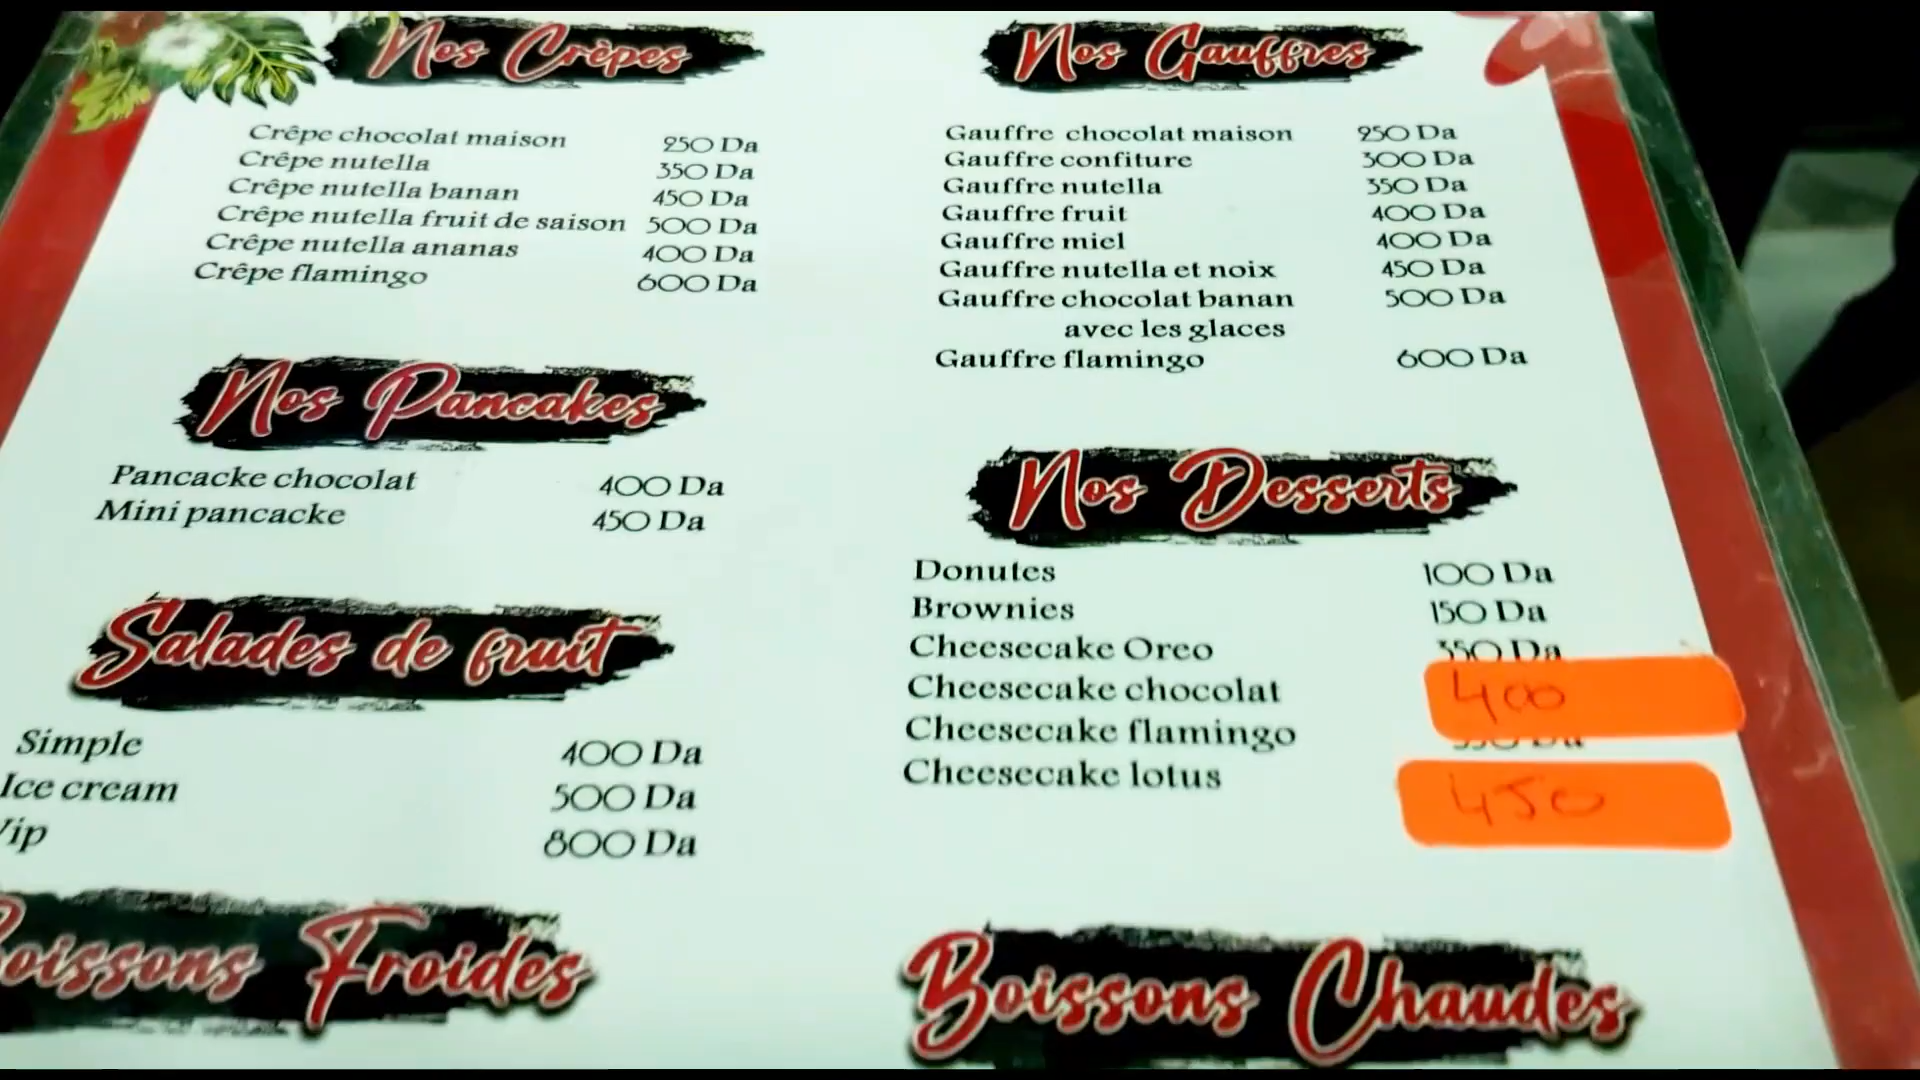 Nos Crèpes
Crêpe chocolat maison 250 Da
Crêpe nutella 350 Da
Crêpe nutella banan 450 Da
Crêpe nutella fruit de saison 500 Da
Crêpe nutella ananas 400 Da
Crêpe flamingo 600 Da
Nos Pancakes
Pancacke chocolat 400 Da
Mini pancacke 450 Da
Salades de fruit
Simple 400 Da
Ice cream 500 Da
Vip 800 Da
Boissons Froides
Nos Gauffres
Gauffre chocolat maison 250 Da
Gauffre confiture 300 Da
Gauffre nutella 350 Da
Gauffre fruit 400 Da
Gauffre miel 400 Da
Gauffre nutella et noix 450 Da
Gauffre chocolat banan 500 Da
avec les glaces
Gauffre flamingo 600 Da
Nos Desserts
Donutes 100 Da
Brownies 150 Da
Cheesecake Oreo 350 Da
Cheesecake chocolat 400
Cheesecake flamingo
Cheesecake lotus 450
Boissons Chaudes